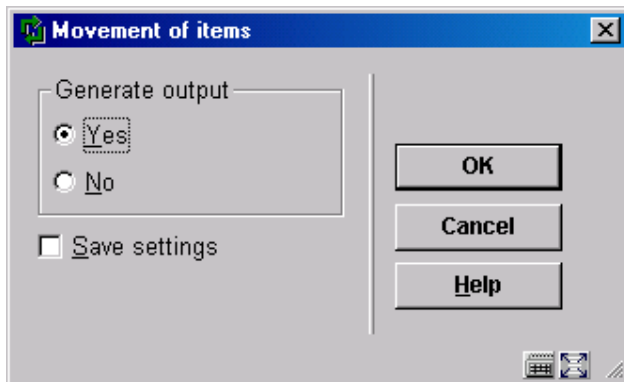 Movement of items
Generate output
Yes
No
Save settings
OK
Cancel
Help